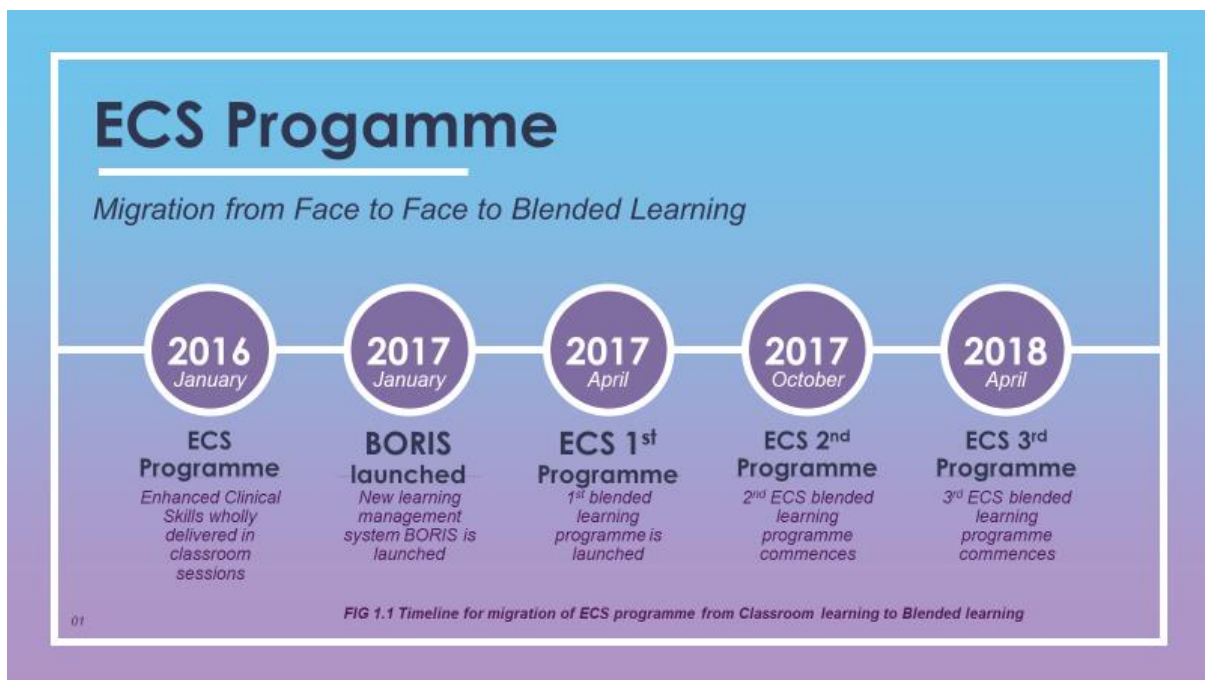 ECS Progamme
Migration from Face to Face to Blended Learning
2016
January
2017
January
2017
April
2017
October
2018
April
ECS
Programme
Enhanced Clinical
Skills wholly
delivered in
classroom
sessions
BORIS
launched
New learning
management
system BORIS is
launched
ECS 1st
Programme
1st blended
learning
programme is
launched
ECS 2nd
Programme
2nd ECS blended
learning
programme
commences
ECS 3rd
Programme
3rd ECS blended
learning
programme
commences
01
FIG 1.1 Timeline for migration of ECS programme from Classroom learning to Blended learning